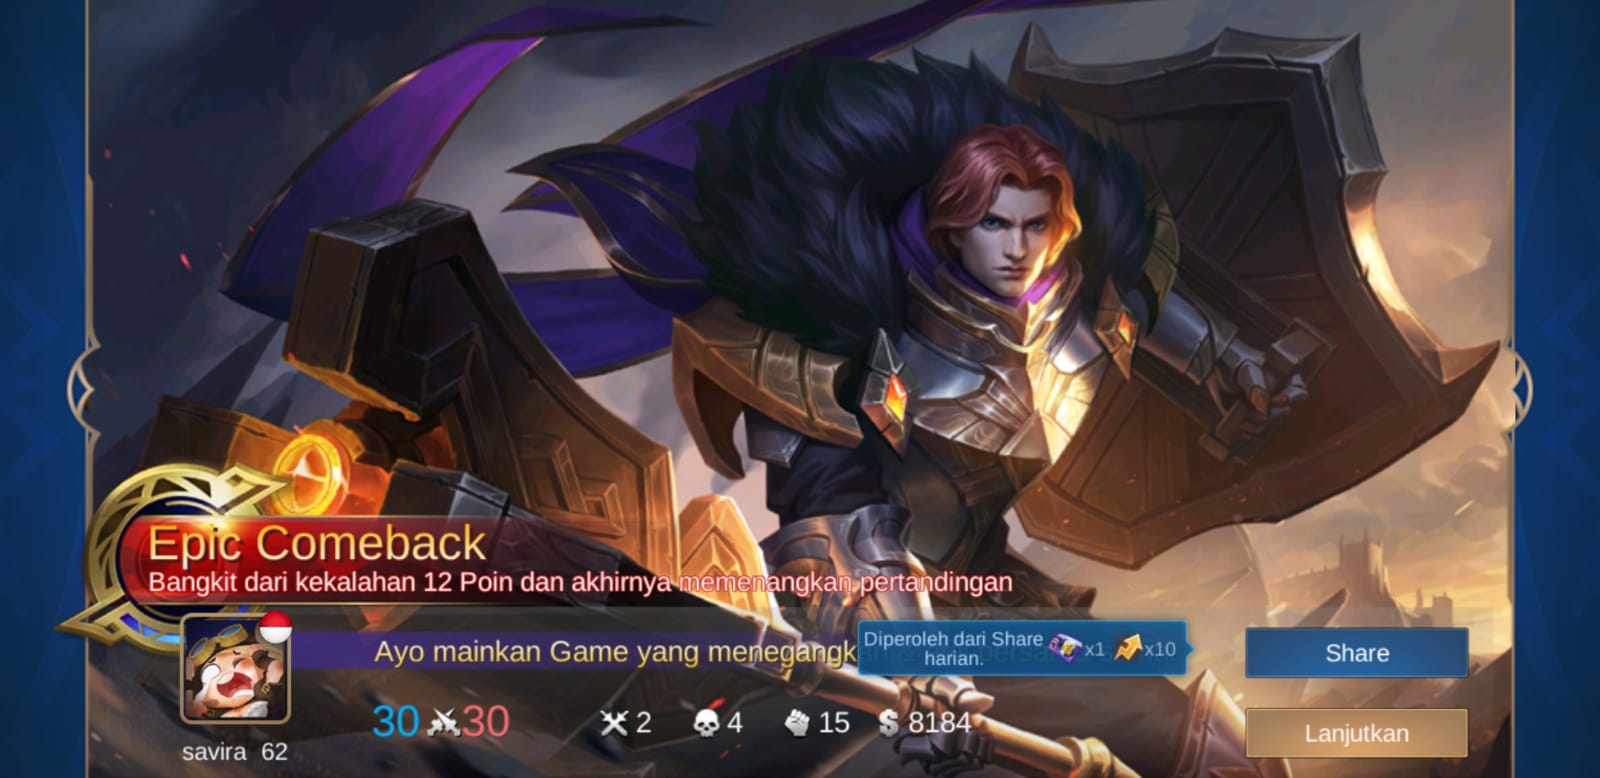 Epic Comeback
Bangkit dari kekalahan 12 Poin dan akhirnya memenangkan pertandingan
Ayo mainkan Game yang menegangk
Diperoleh dari Share harian. x1 x10
Share
30 30 2 4 15 $ 8184
Lanjutkan
savira 62